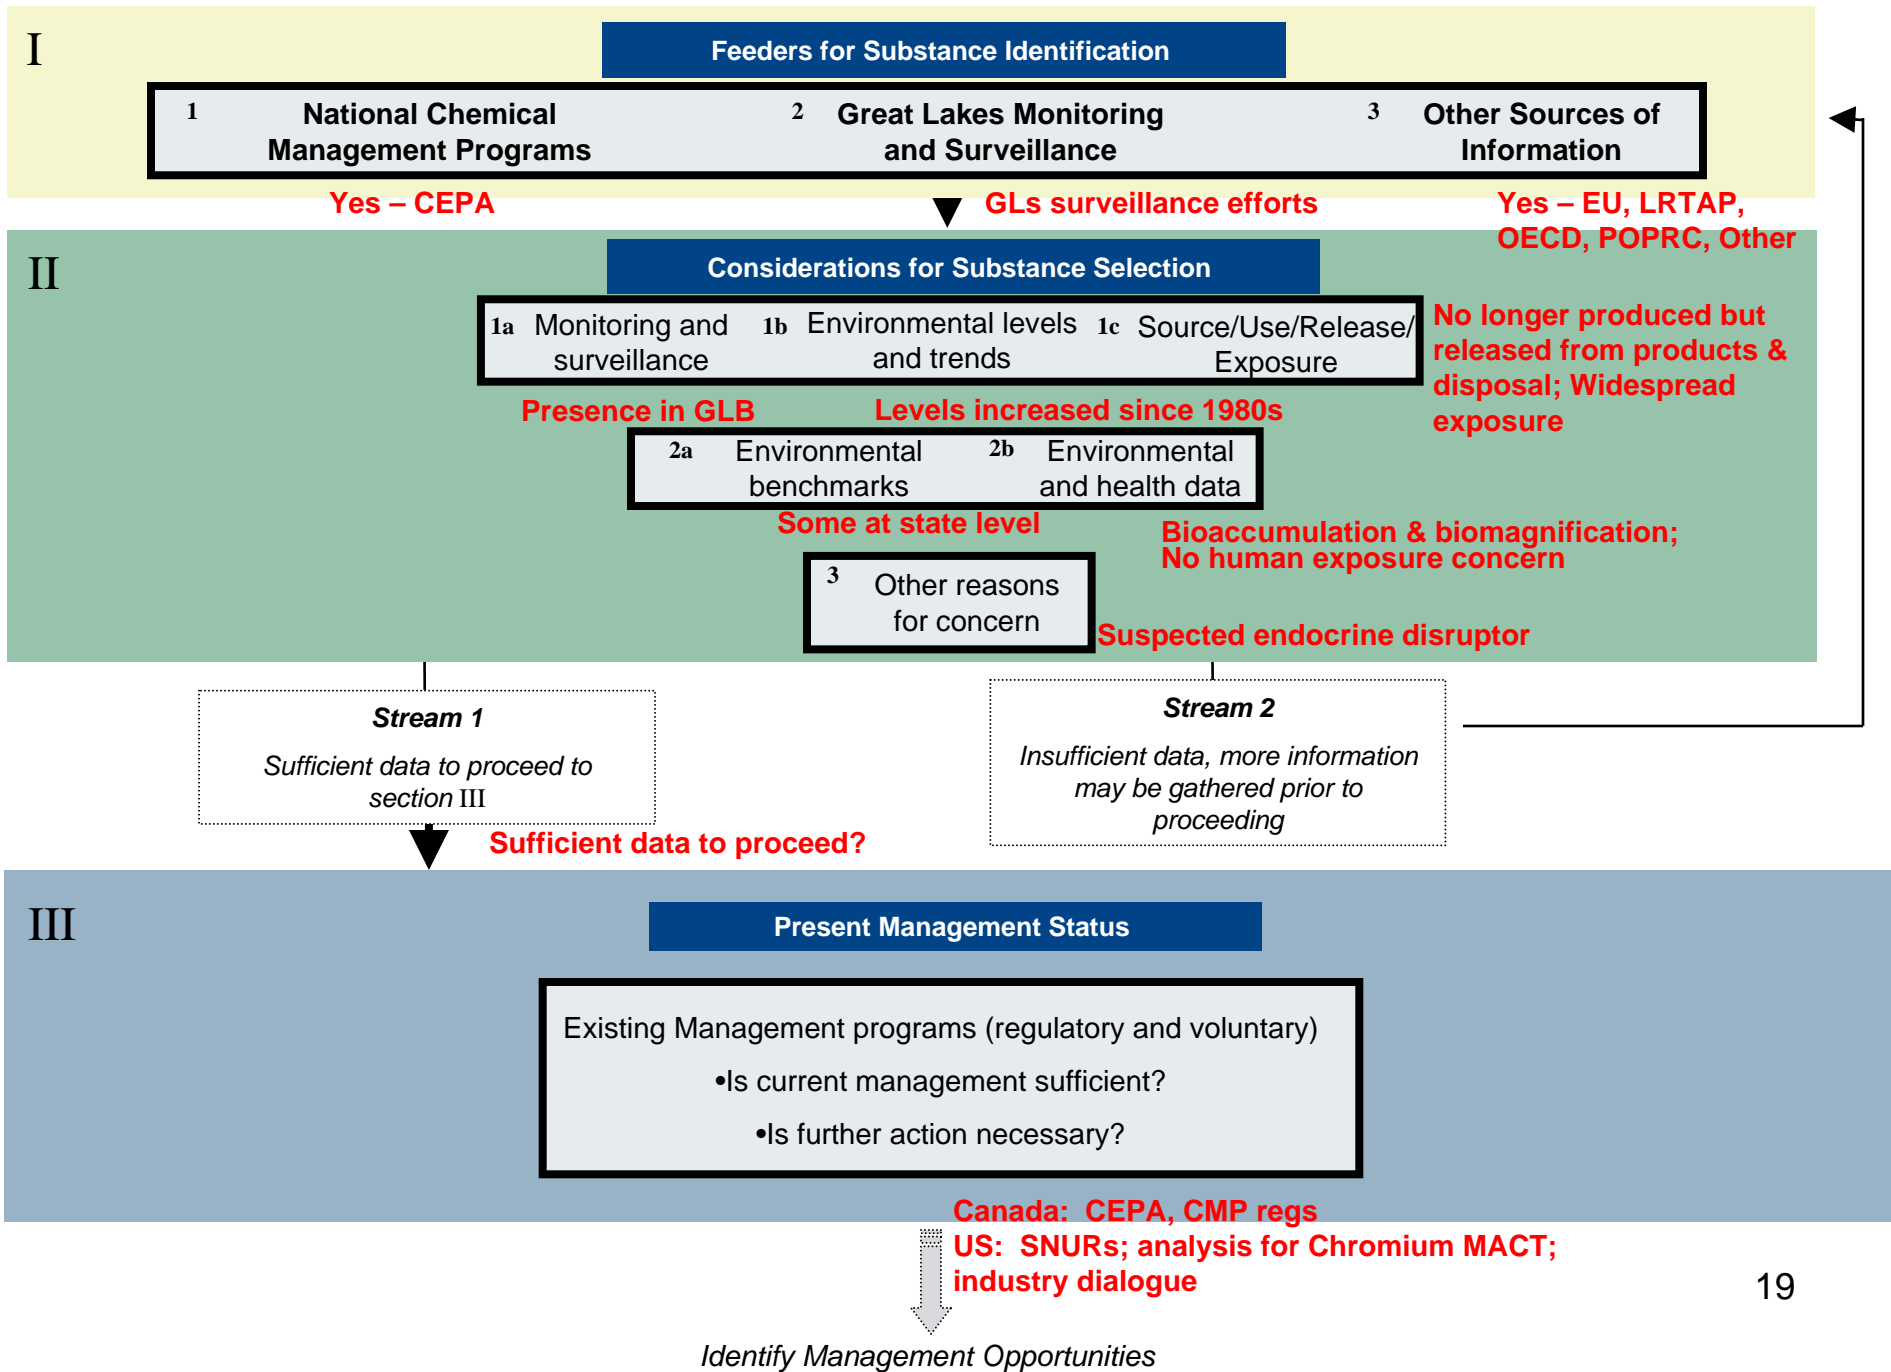 I
Feeders for Substance Identification
1 National Chemical
Management Programs
2 Great Lakes Monitoring
and Surveillance
3 Other Sources of
Information
Yes – CEPA
GLs surveillance efforts
Yes – EU, LRTAP,
OECD, POPRC, Other
II
Considerations for Substance Selection
1a Monitoring and
surveillance
1b Environmental levels
and trends
1c Source/Use/Release/
Exposure
No longer produced but
released from products &
disposal; Widespread
exposure
Presence in GLB
Levels increased since 1980s
2a Environmental
benchmarks
2b Environmental
and health data
Some at state level
Bioaccumulation & biomagnification;
No human exposure concern
3 Other reasons
for concern
Suspected endocrine disruptor
Stream 1
Sufficient data to proceed to
section III
Stream 2
Insufficient data, more information
may be gathered prior to
proceeding
Sufficient data to proceed?
III
Present Management Status
Existing Management programs (regulatory and voluntary)
•Is current management sufficient?
•Is further action necessary?
Canada: CEPA, CMP regs
US: SNURs; analysis for Chromium MACT;
industry dialogue
19
Identify Management Opportunities